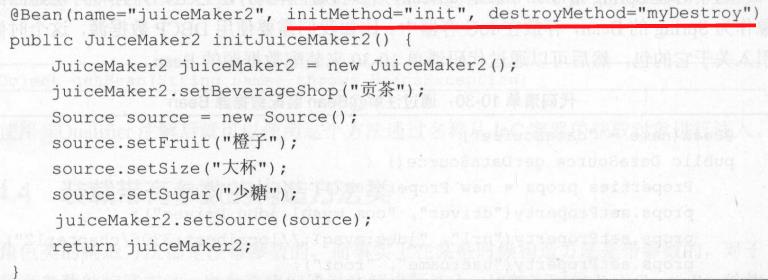 @Bean(name="juiceMaker2", initMethod="init", destroyMethod="myDestroy")
public JuiceMaker2 initJuiceMaker2() {
    JuiceMaker2 juiceMaker2 = new JuiceMaker2();
    juiceMaker2.setBeverageShop("贡茶");
    Source source = new Source();
    source.setFruit("橙子");
    source.setSize("大杯");
    source.setSugar("少糖");
    juiceMaker2.setSource(source);
    return juiceMaker2;
}